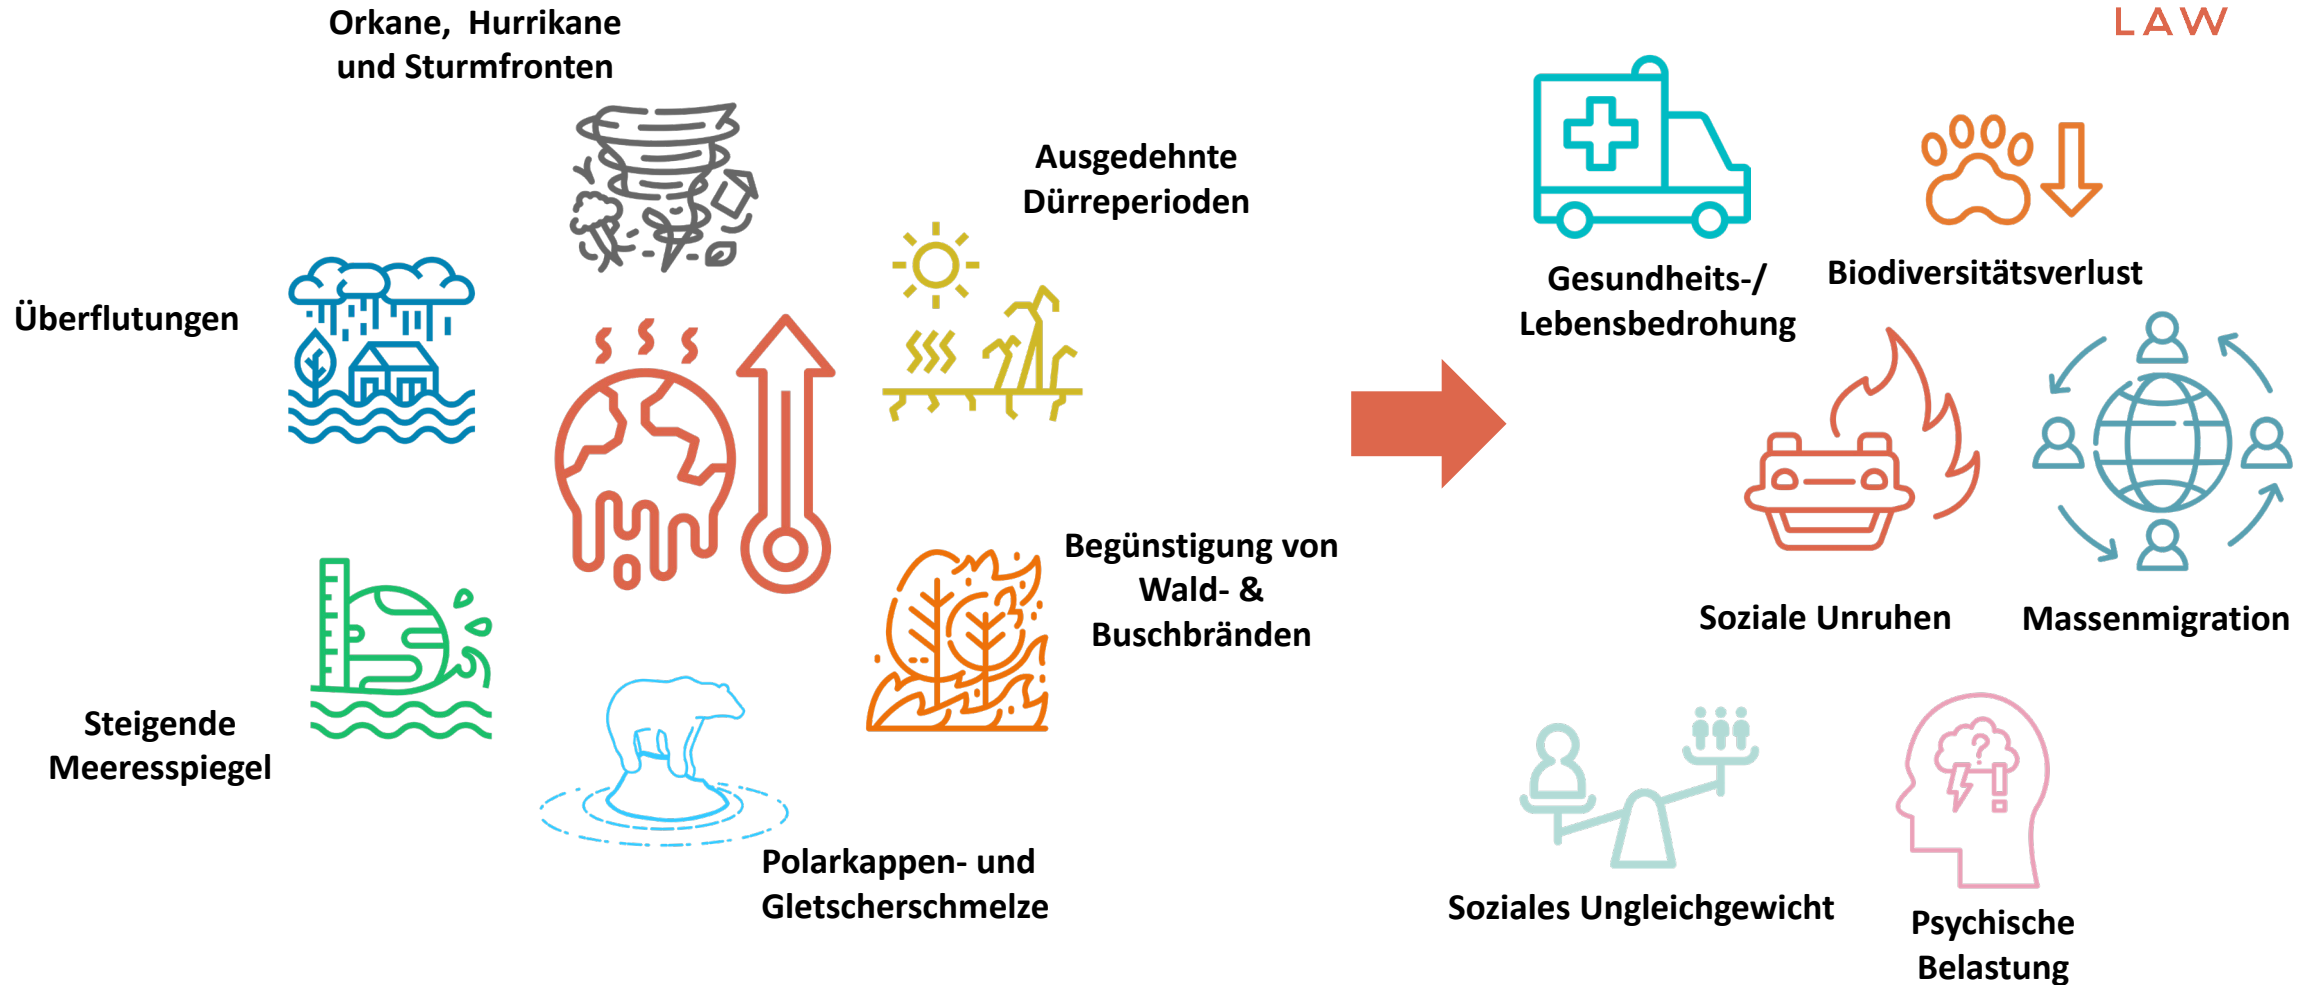 LAW
Orkane, Hurrikane
und Sturmfronten
Ausgedehnte
Dürreperioden
Überflutungen
Begünstigung von
Wald- &
Buschbränden
Steigende
Meeresspiegel
Polarkappen- und
Gletscherschmelze
Gesundheits-/
Lebensbedrohung
Biodiversitätsverlust
Soziale Unruhen
Massenmigration
Soziales Ungleichgewicht
Psychische
Belastung